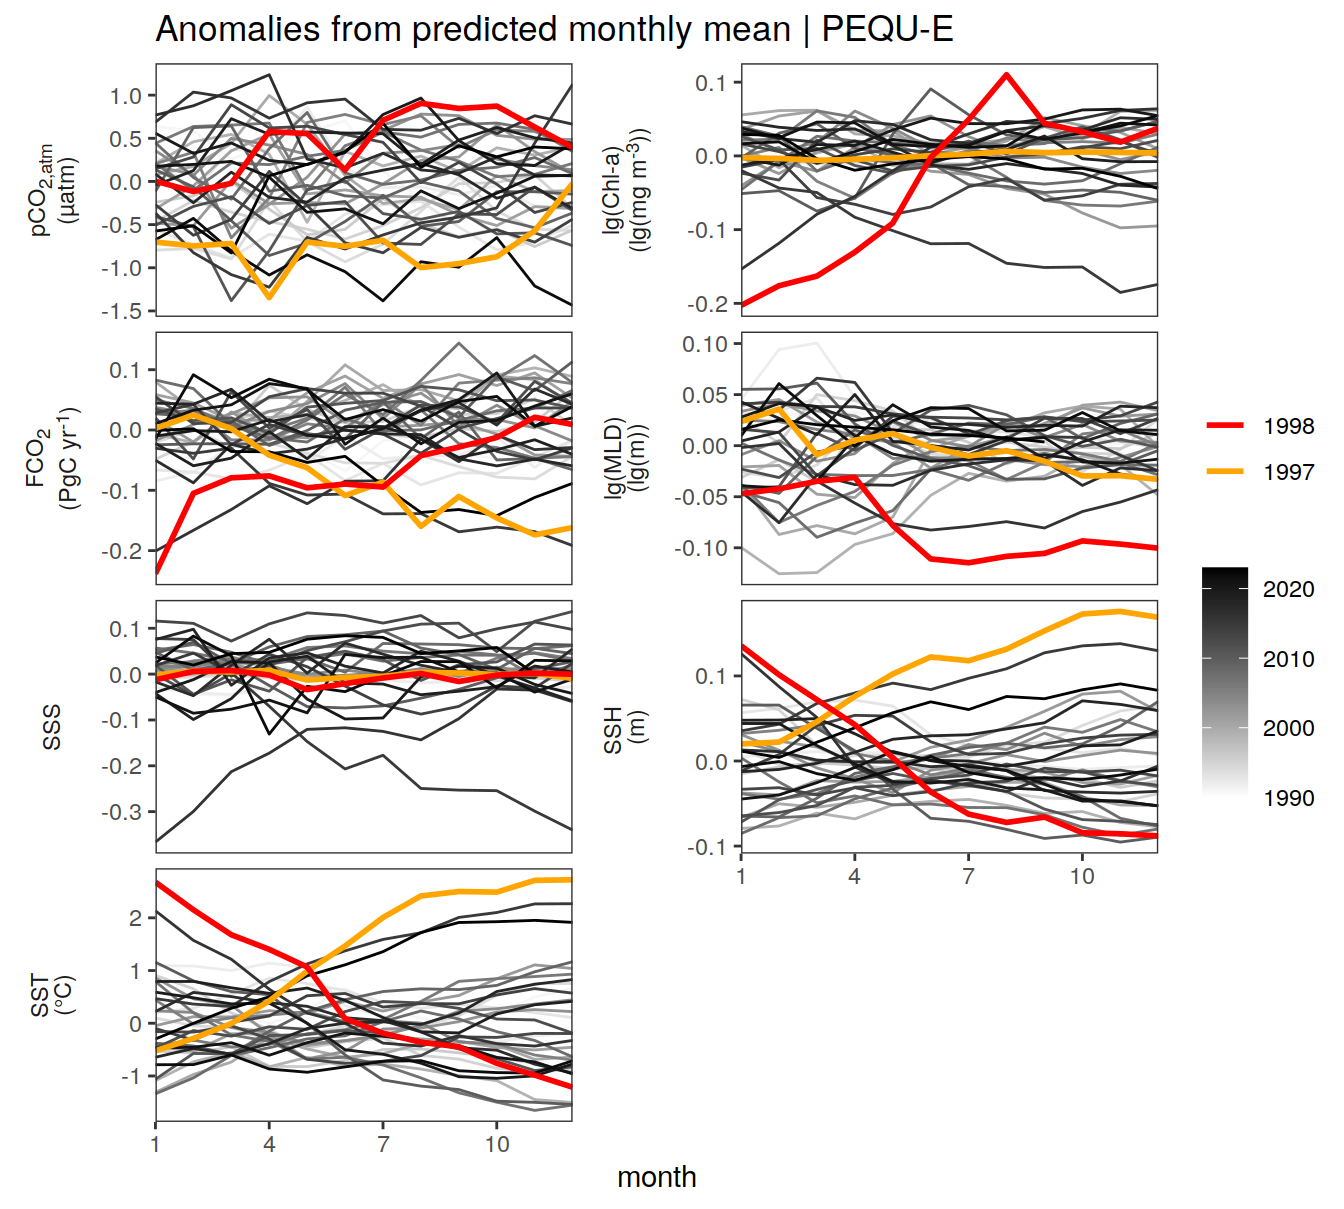 Anomalies from predicted monthly mean | PEQU-E
pCO2,atm
(µatm)
1.0
0.5
0.0
-0.5
-1.0
-1.5
lg(Chl-a)
(lg(mg m-3))
0.1
0.0
-0.1
-0.2
FCO2
(PgC yr-1)
0.1
0.0
-0.1
-0.2
lg(MLD)
(lg(m))
0.10
0.05
0.00
-0.05
-0.10
SSS
0.1
0.0
-0.1
-0.2
-0.3
SSH
(m)
0.1
0.0
-0.1
1 4 7 10
SST
(°C)
2
1
0
-1
1 4 7 10
month
1998
1997
2020
2010
2000
1990